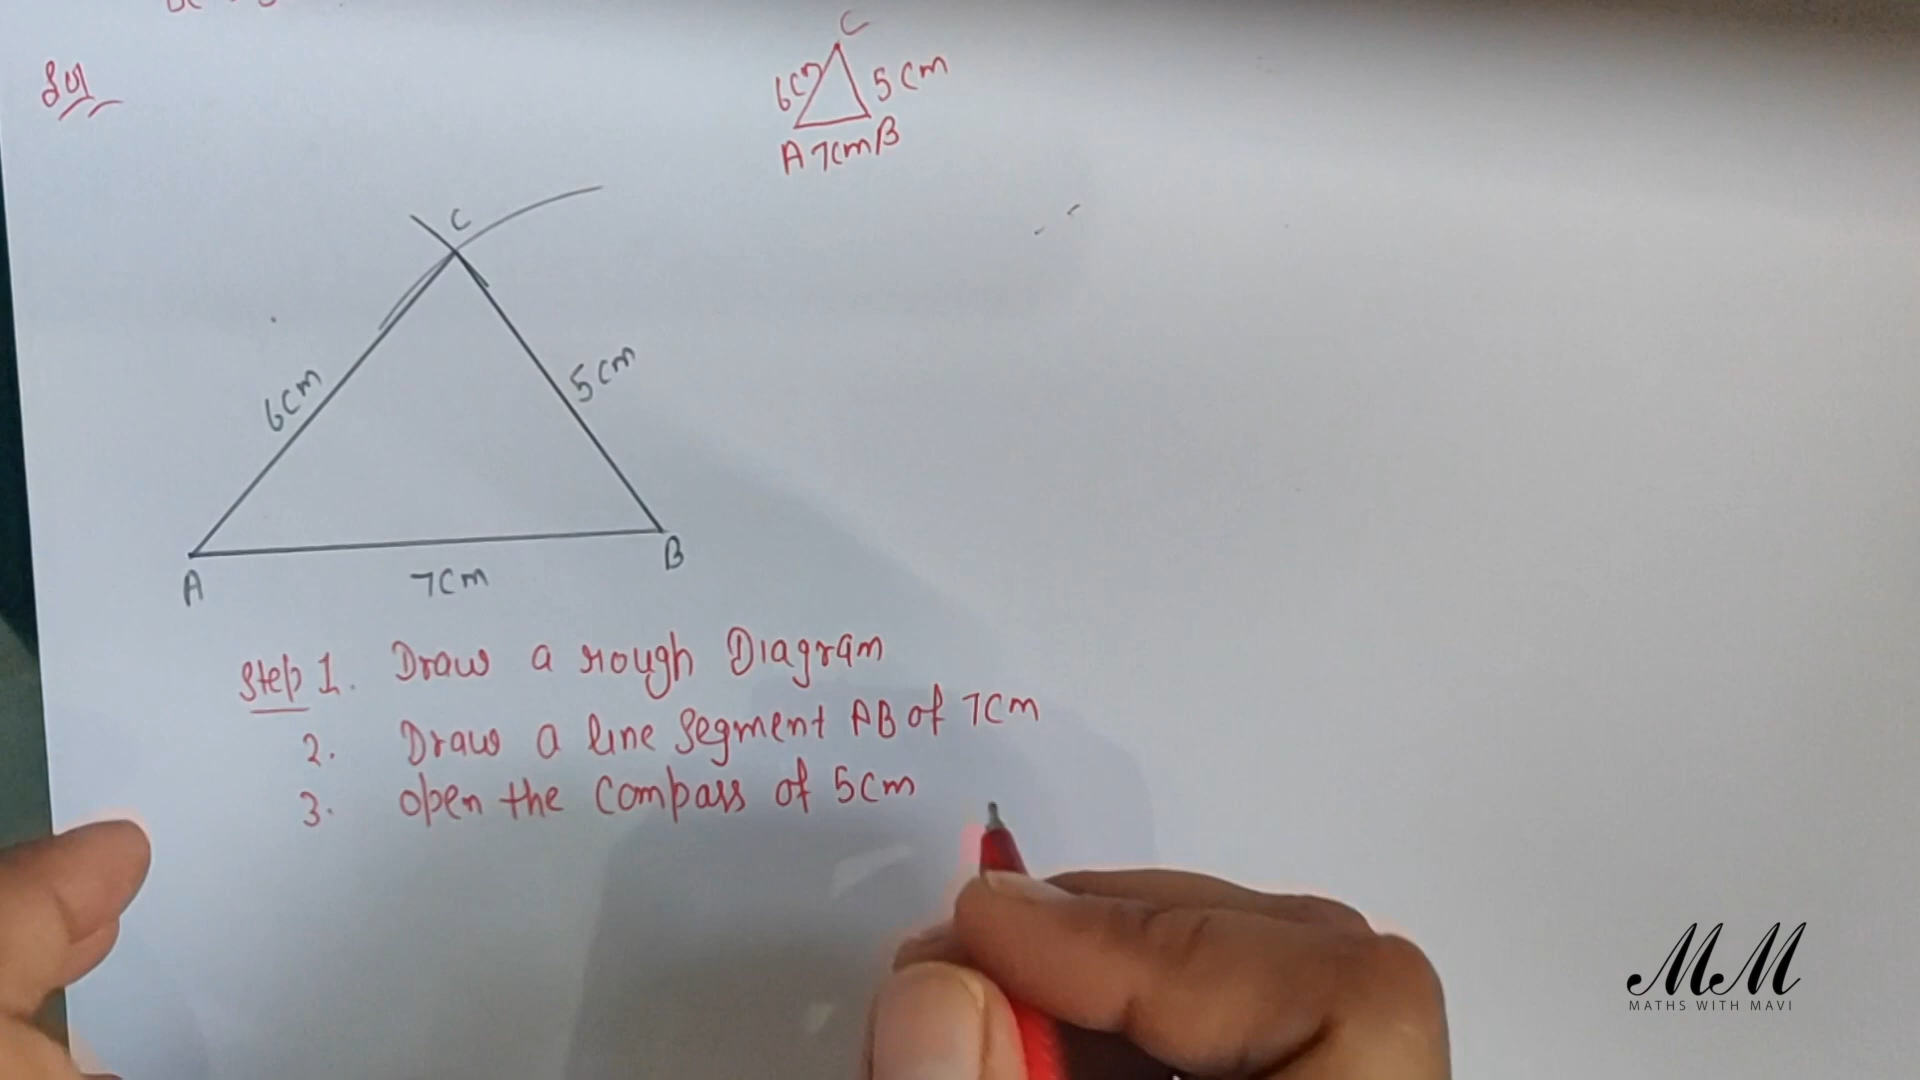 Sol
C
6cm
5cm
A 7cm B
C
6cm
5cm
A
B
7cm
Step 1. Draw a rough Diagram
2. Draw a line segment AB of 7cm
3. open the compass of 5cm
MM
MATHS WITH MAVI